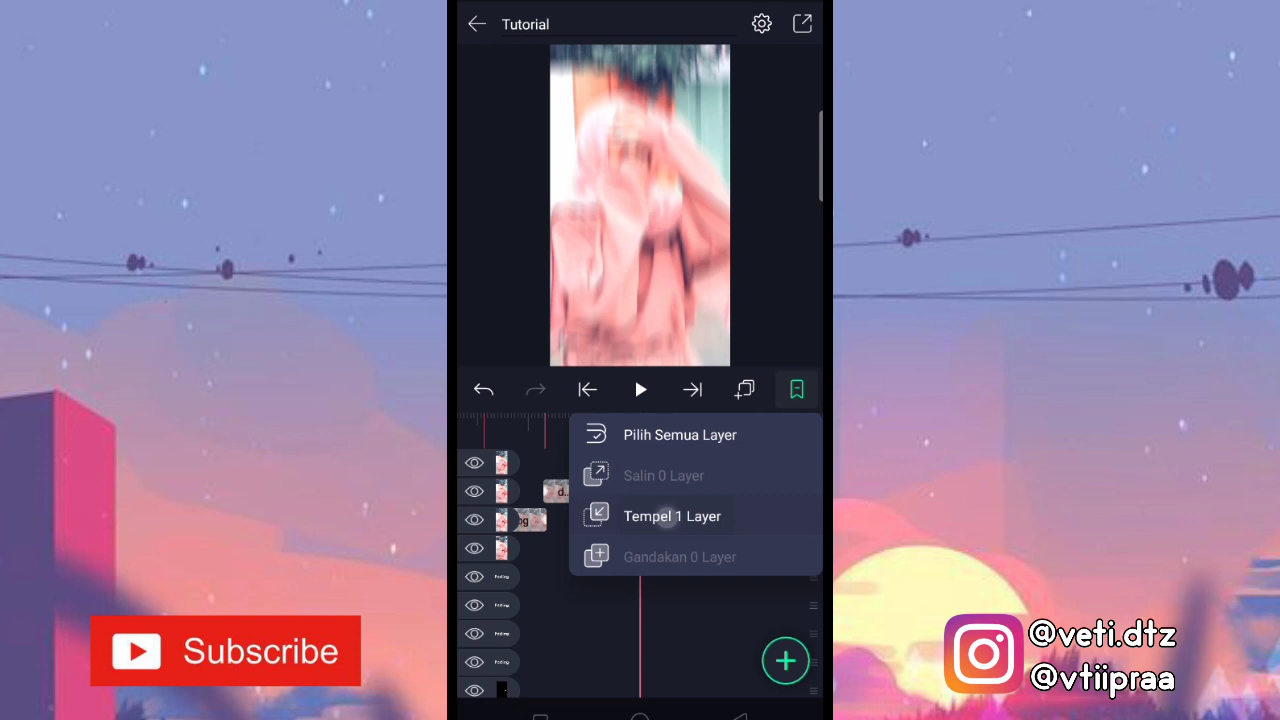 Tutorial
Pilih Semua Layer
Salin 0 Layer
d...
Tempel 1 Layer
Gandakan 0 Layer
Subscribe
@veti.dtz
@vtiipraa